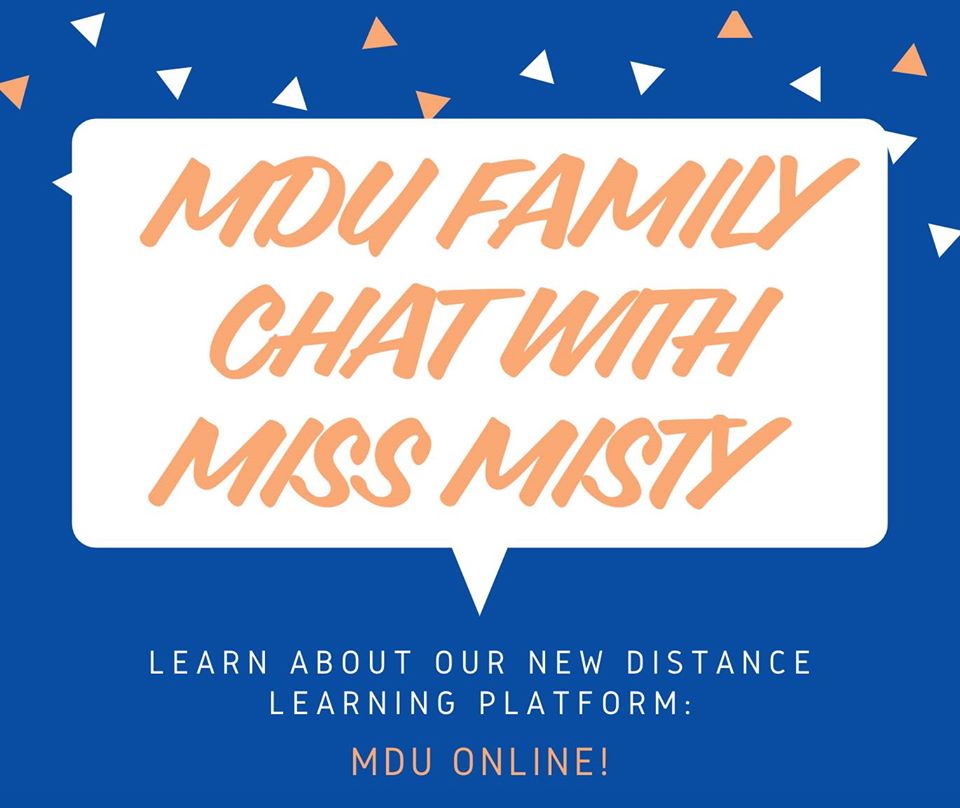 MDU FAMILY
CHAT WITH
MISS MISTY
LEARN ABOUT OUR NEW DISTANCE
LEARNING PLATFORM:
MDU ONLINE!